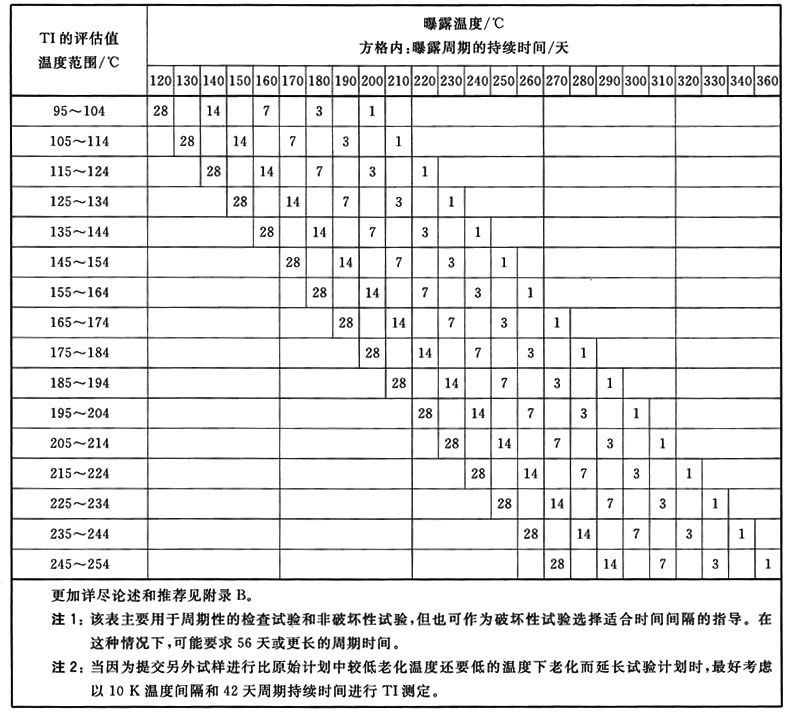 TI的评估值
温度范围/℃
曝露温度/℃
方格内:曝露周期的持续时间/天
120 130 140 150 160 170 180 190 200 210 220 230 240 250 260 270 280 290 300 310 320 330 340 360
95～104 28 14 7 3 1
105～114 28 14 7 3 1
115～124 28 14 7 3 1
125～134 28 14 7 3 1
135～144 28 14 7 3 1
145～154 28 14 7 3 1
155～164 28 14 7 3 1
165～174 28 14 7 3 1
175～184 28 14 7 3 1
185～194 28 14 7 3 1
195～204 28 14 7 3 1
205～214 28 14 7 3 1
215～224 28 14 7 3 1
225～234 28 14 7 3 1
235～244 28 14 7 3 1
245～254 28 14 7 3 1
更加详尽论述和推荐见附录B。
注1:该表主要用于周期性的检查试验和非破坏性试验,但也可作为破坏性试验选择适合时间间隔的指导。在
这种情况下,可能要求56天或更长的周期时间。
注2:当因为提交另外试样进行比原始计划中较低老化温度还要低的温度下老化而延长试验计划时,最好考虑
以10 K温度间隔和42天周期持续时间进行TI测定。